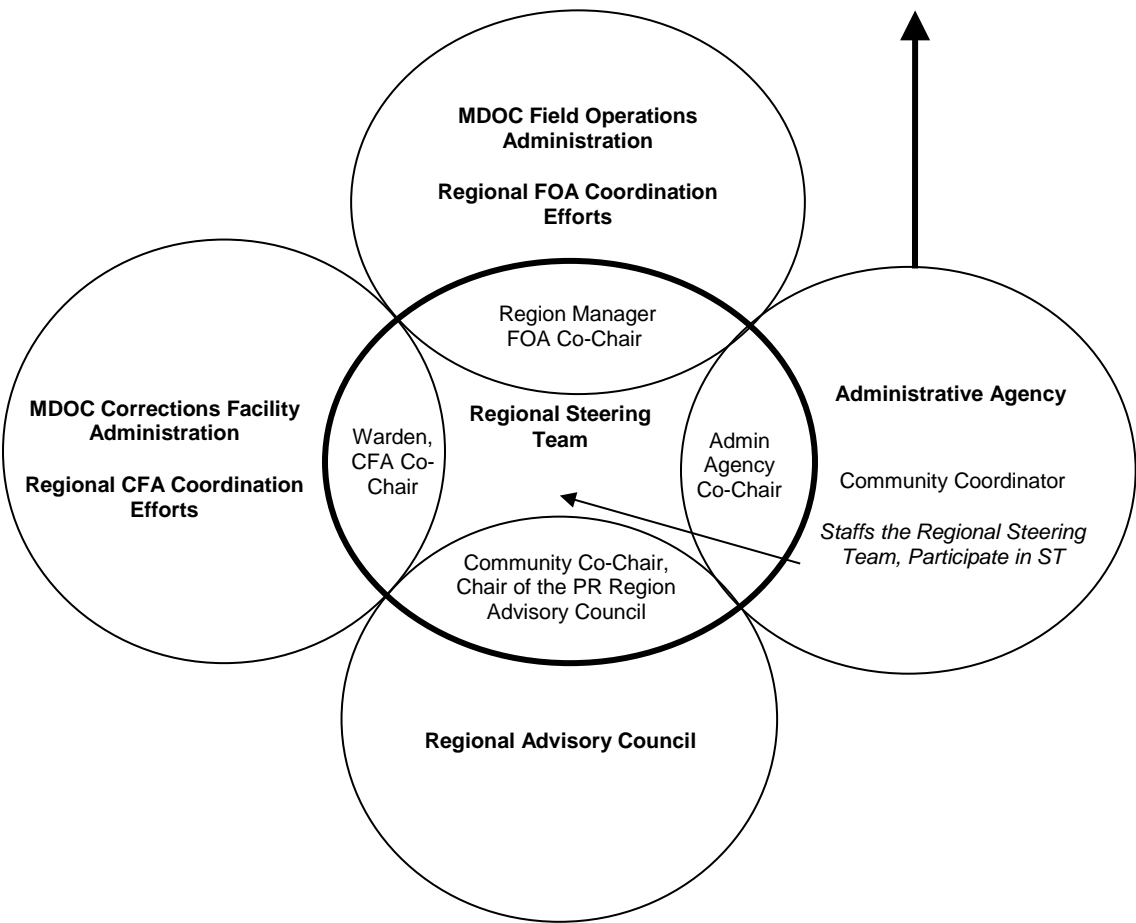 MDOC Field Operations
Administration
Regional FOA Coordination
Efforts
Region Manager
FOA Co-Chair
MDOC Corrections Facility
Administration
Regional CFA Coordination
Efforts
Warden,
CFA Co-
Chair
Regional Steering
Team
Admin
Agency
Co-Chair
Administrative Agency
Community Coordinator
Staffs the Regional Steering
Team, Participate in ST
Community Co-Chair,
Chair of the PR Region
Advisory Council
Regional Advisory Council